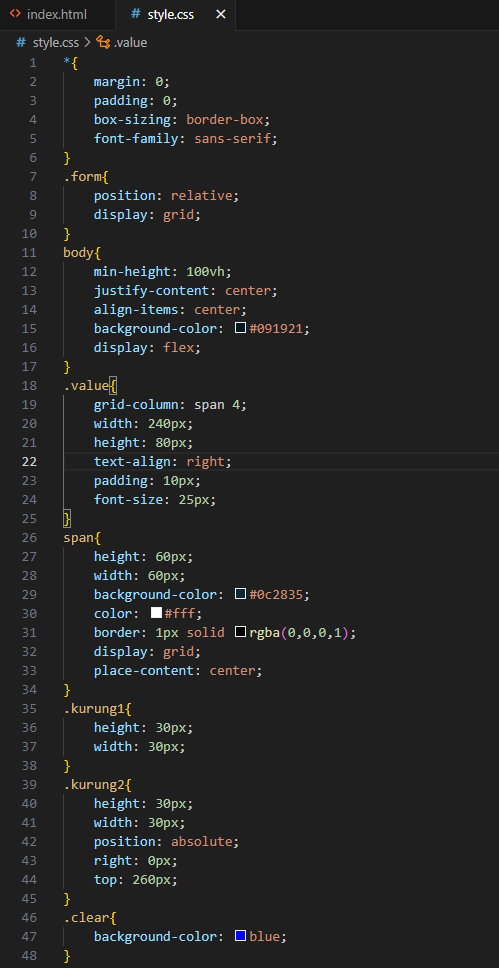 index.html style.css
style.css > .value
1 *{
2 margin: 0;
3 padding: 0;
4 box-sizing: border-box;
5 font-family: sans-serif;
6 }
7 .form{
8 position: relative;
9 display: grid;
10 }
11 body{
12 min-height: 100vh;
13 justify-content: center;
14 align-items: center;
15 background-color: #091921;
16 display: flex;
17 }
18 .value{
19 grid-column: span 4;
20 width: 240px;
21 height: 80px;
22 text-align: right;
23 padding: 10px;
24 font-size: 25px;
25 }
26 span{
27 height: 60px;
28 width: 60px;
29 background-color: #0c2835;
30 color: #fff;
31 border: 1px solid rgba(0,0,0,1);
32 display: grid;
33 place-content: center;
34 }
35 .kurung1{
36 height: 30px;
37 width: 30px;
38 }
39 .kurung2{
40 height: 30px;
41 width: 30px;
42 position: absolute;
43 right: 0px;
44 top: 260px;
45 }
46 .clear{
47 background-color: blue;
48 }